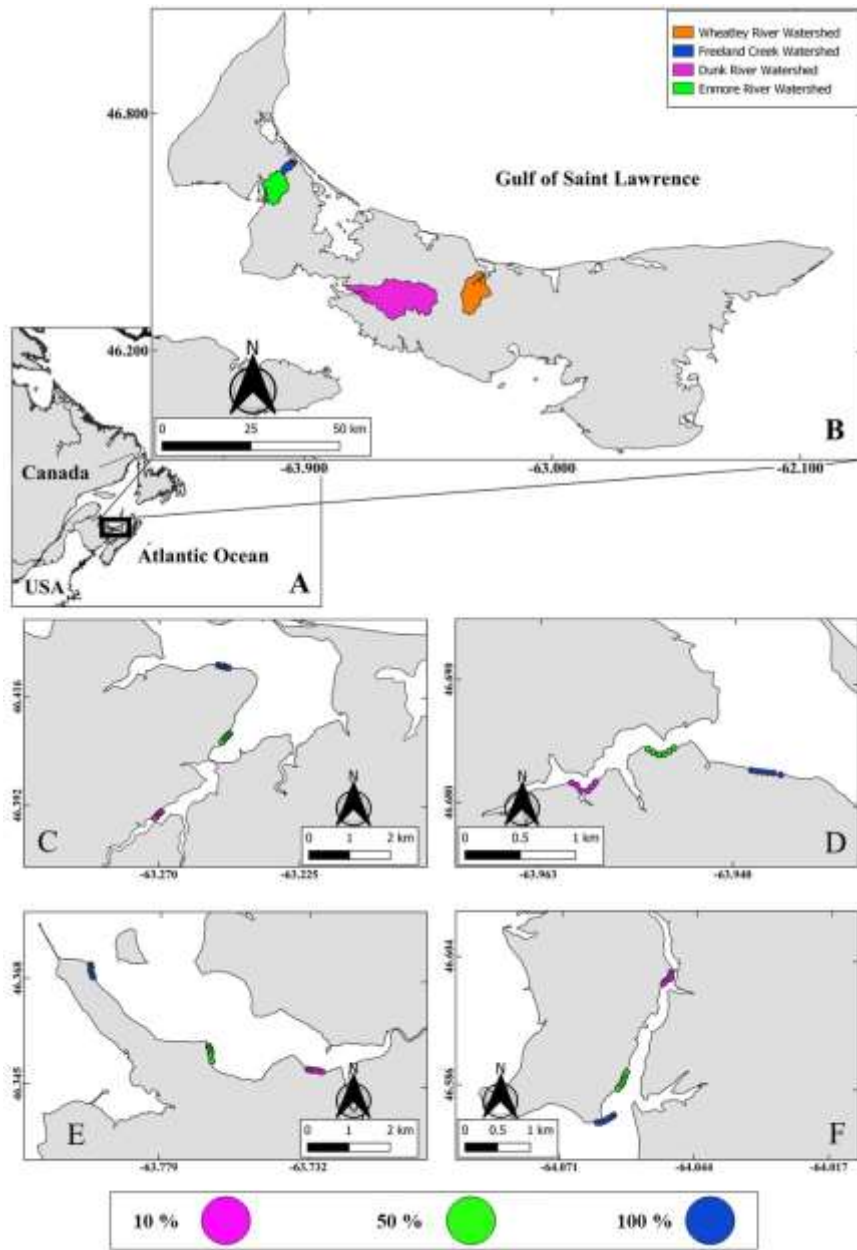 Wheatley River Watershed
Freeland Creek Watershed
Dunk River Watershed
Enmore River Watershed
46.800
Gulf of Saint Lawrence
46.200
N
0 25 50 km
B
-63.900 -63.000 -62.100
Canada
Atlantic Ocean
USA
A
46.416
46.392
C
N
0 1 2 km
-63.270 -63.225
46.690
46.600
N
0 0.5 1 km
D
-63.963 -63.940
46.368
46.345
E
N
0 1 2 km
-63.779 -63.732
46.604
46.586
N
0 0.5 1 km
F
-64.071 -64.044 -64.017
10 % 50 % 100 %